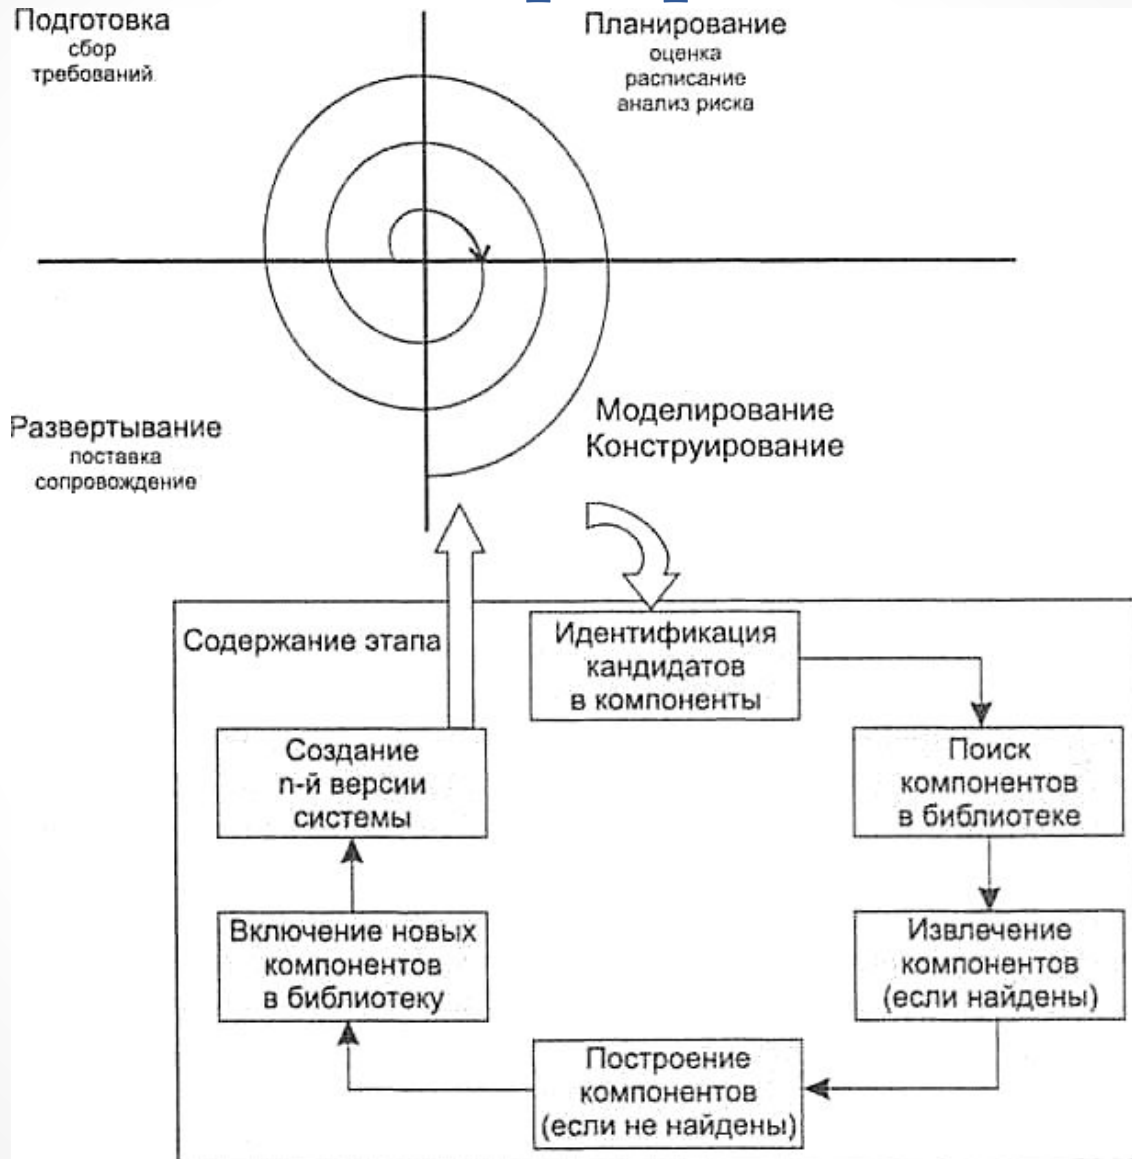 Подготовка
сбор
требований
Планирование
оценка
расписание
анализ риска
Развертывание
поставка
сопровождение
Моделирование
Конструирование
Содержание этапа
Идентификация
кандидатов
в компоненты
Поиск
компонентов
в библиотеке
Извлечение
компонентов
(если найдены)
Построение
компонентов
(если не найдены)
Включение новых
компонентов
в библиотеку
Создание
n-й версии
системы